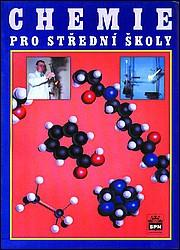 CHEMIE
PRO STŘEDNÍ ŠKOLY
SPN